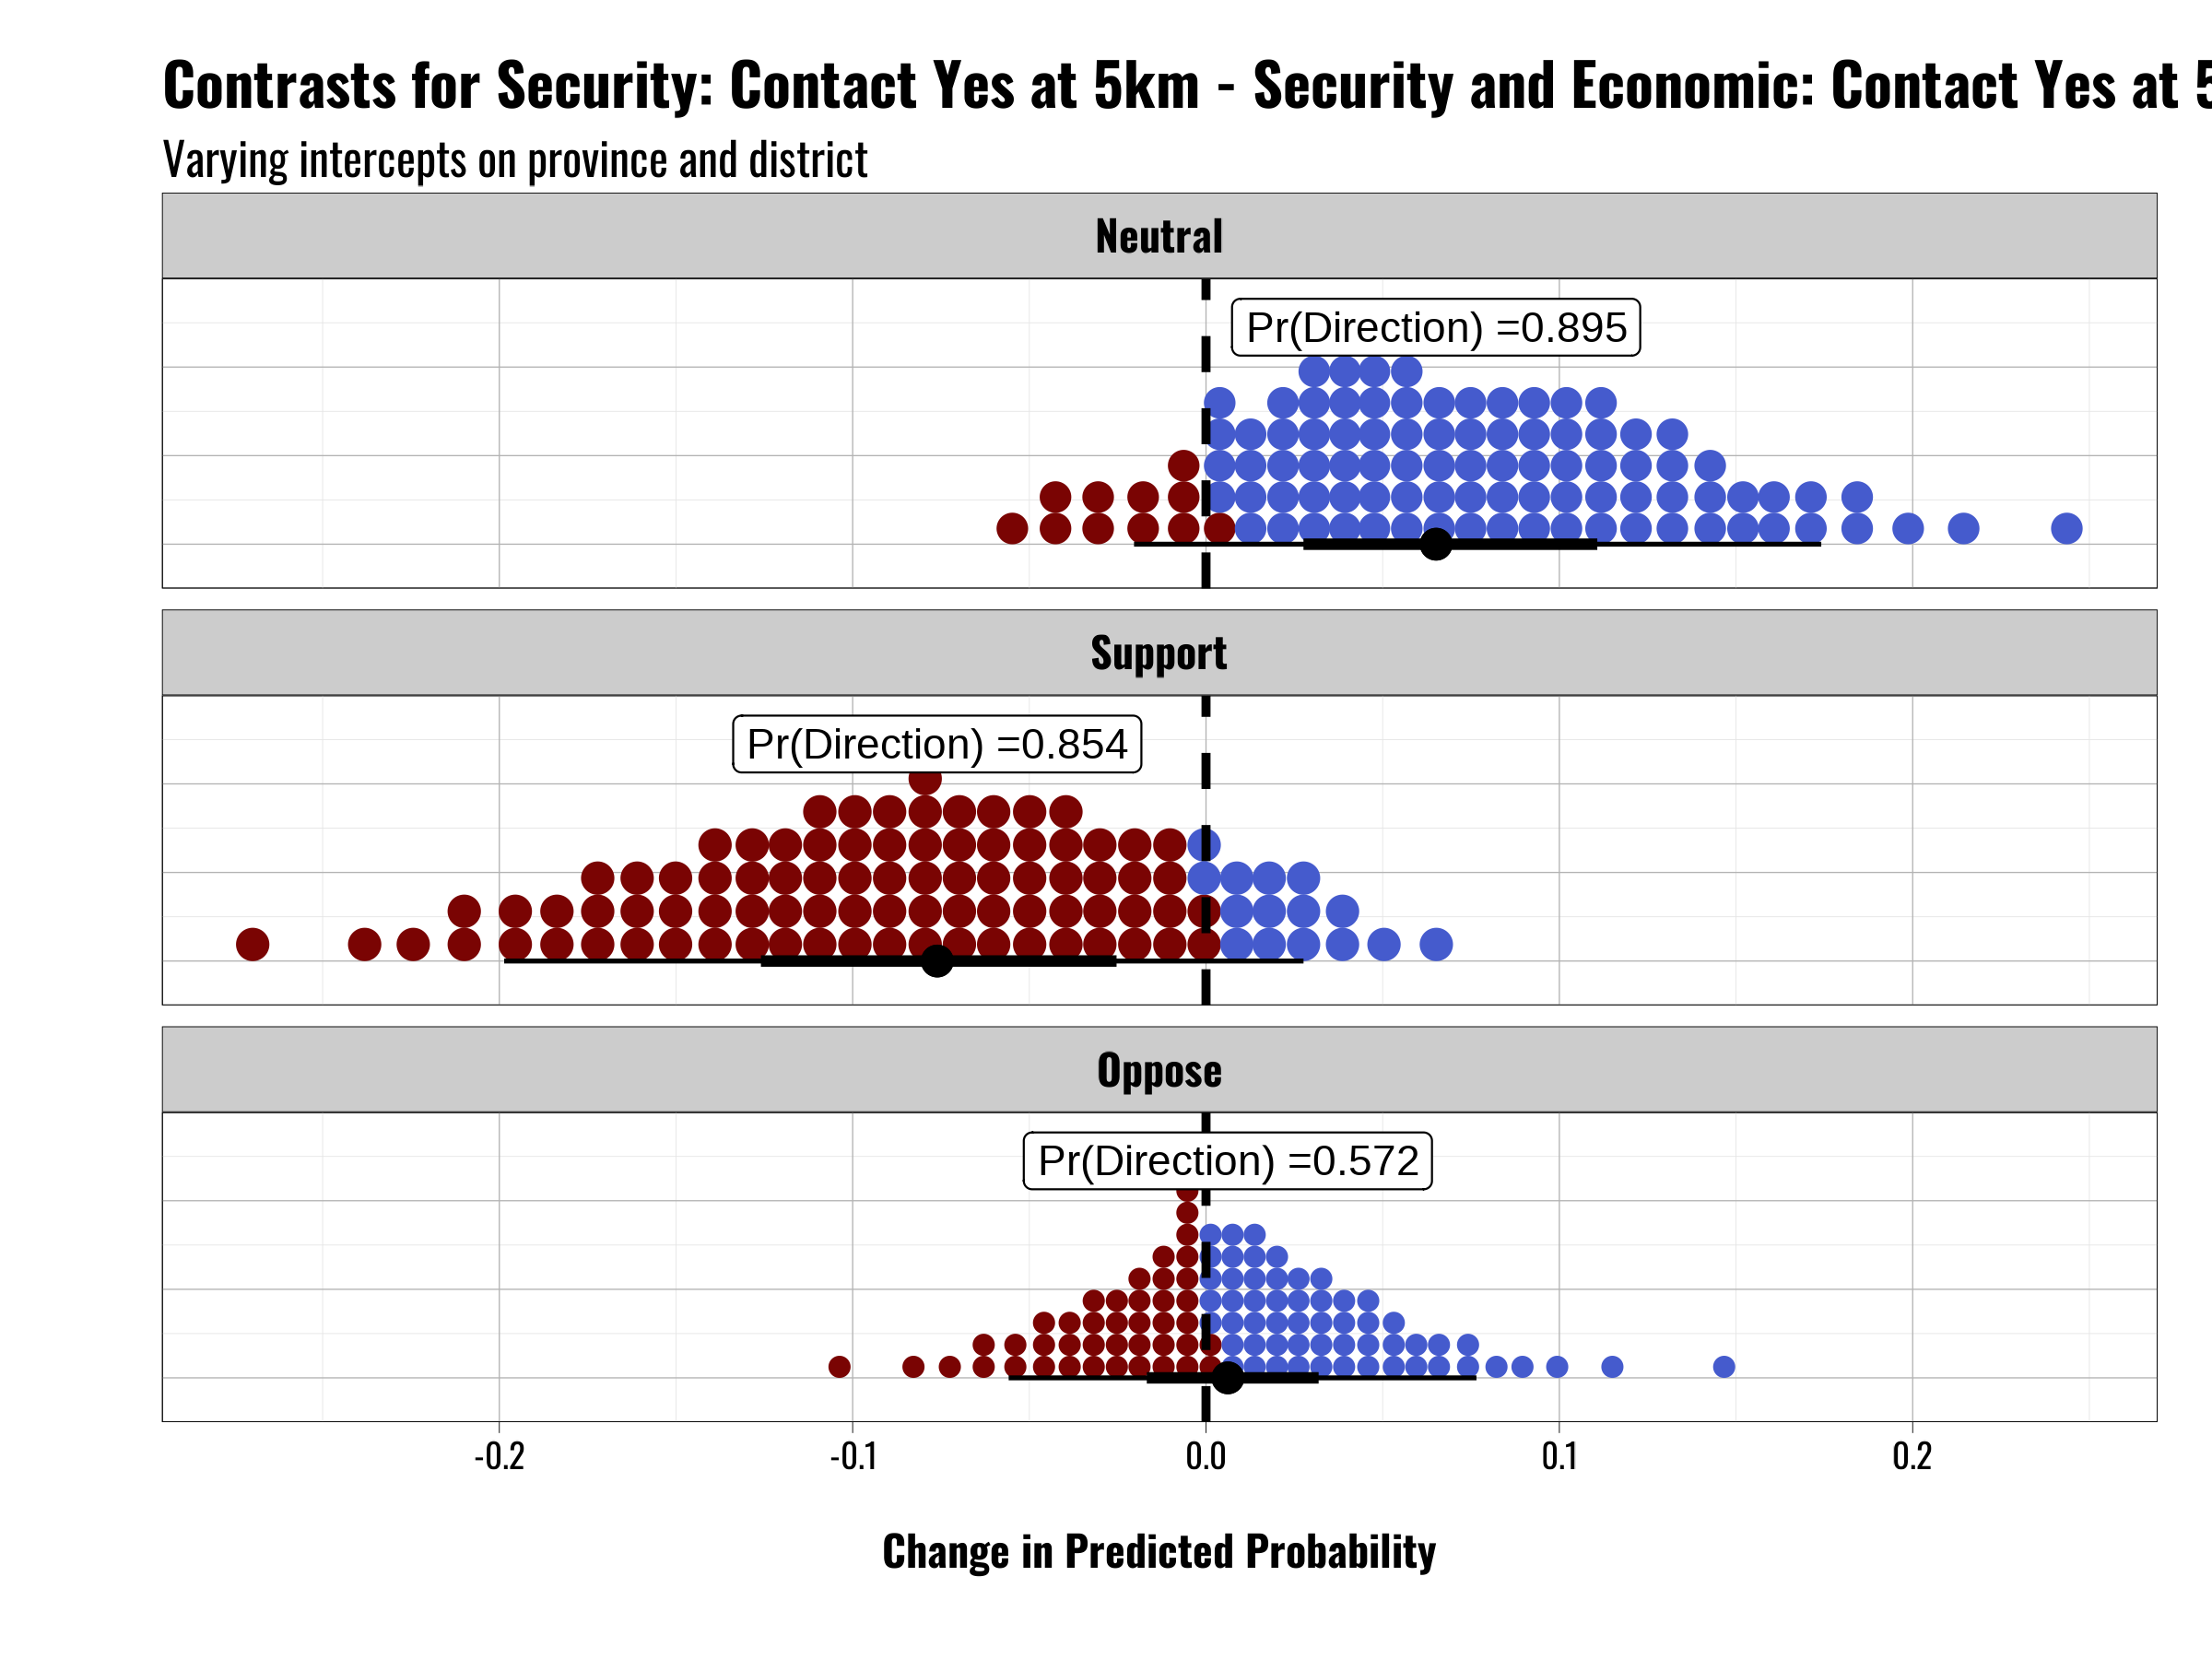 Contrasts for Security: Contact Yes at 5km - Security and Economic: Contact Yes at 5
Varying intercepts on province and district
Neutral
Pr(Direction) =0.895
Support
Pr(Direction) =0.854
Oppose
Pr(Direction) =0.572
-0.2 -0.1 0.0 0.1 0.2
Change in Predicted Probability